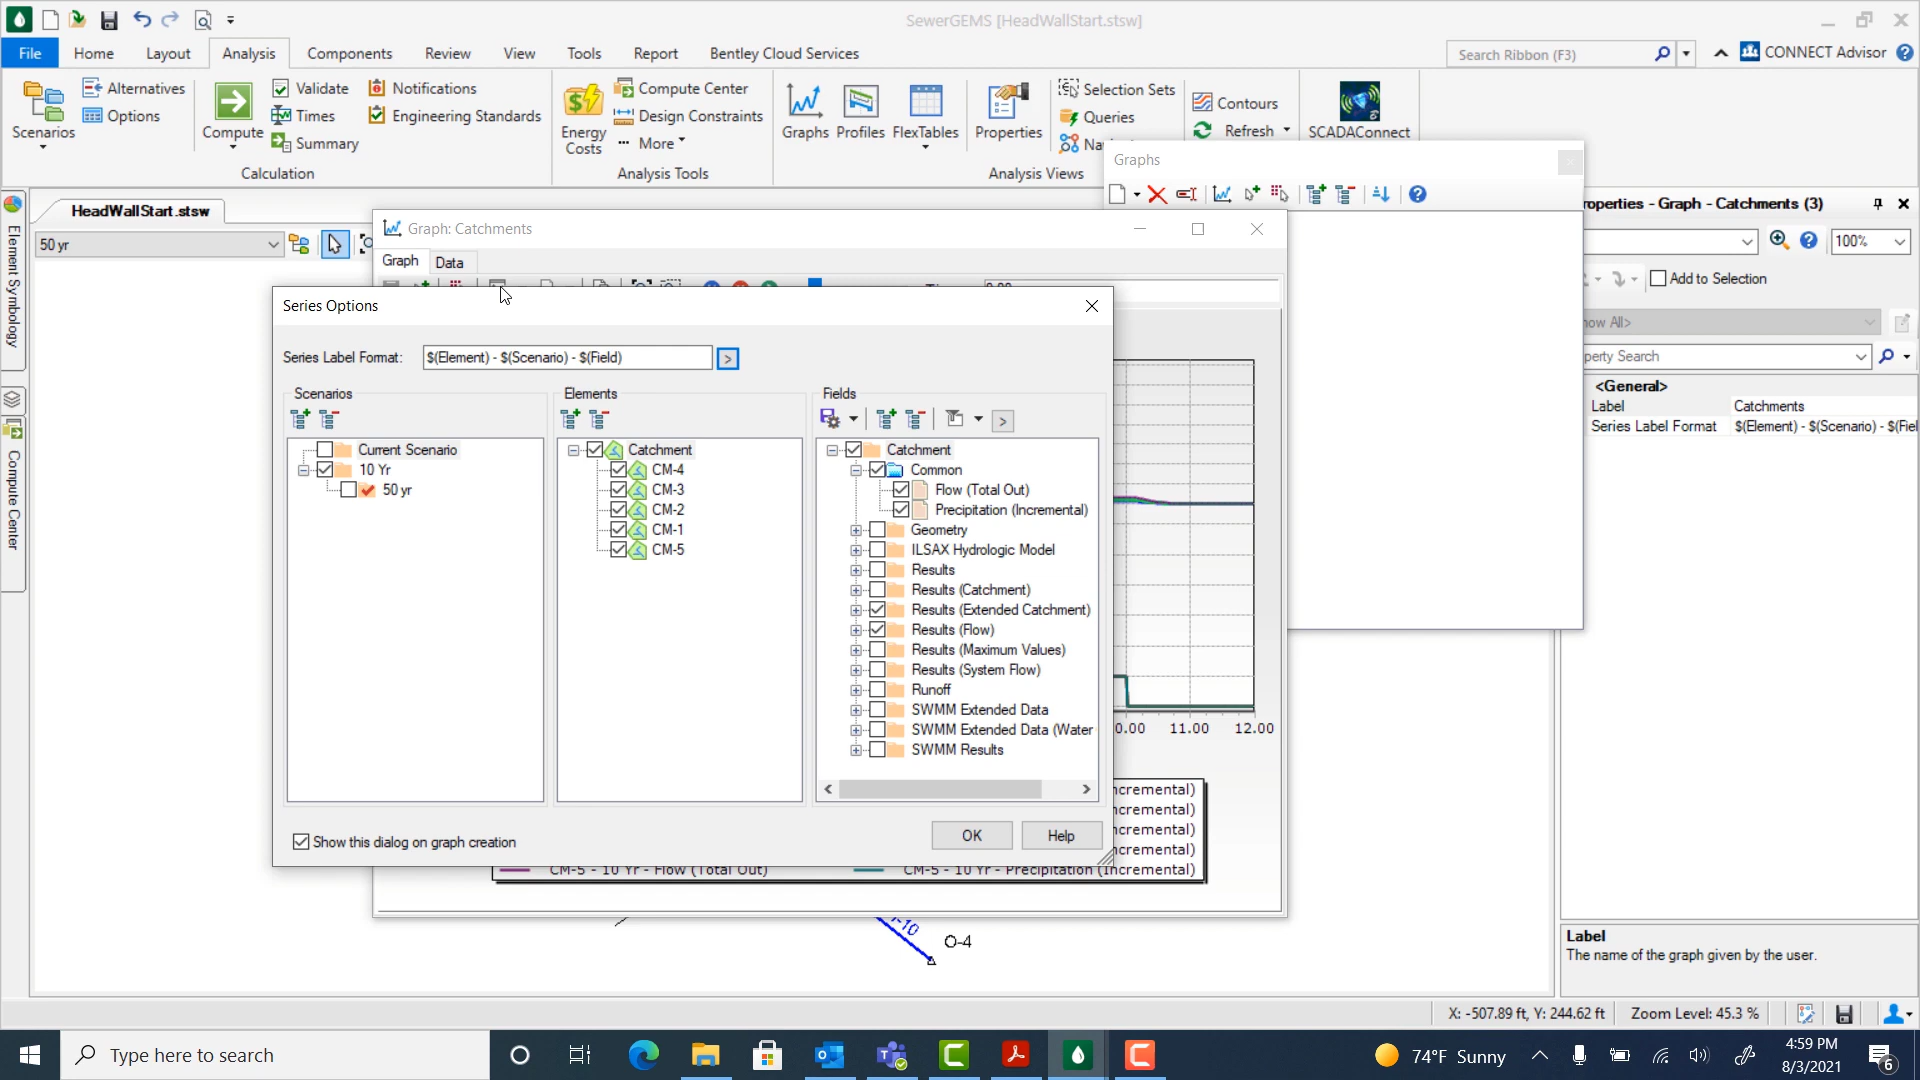 SewerGEMS [HeadWallStart.stsw]
File Home Layout Analysis Components Review View Tools Report Bentley Cloud Services
Search Ribbon (F3)
CONNECT Advisor
Scenarios
Alternatives
Options
Compute
Validate
Times
Summary
Notifications
Engineering Standards
Calculation
Energy Costs
Compute Center
Design Constraints
More
Analysis Tools
Graphs
Profiles
FlexTables
Properties
Selection Sets
Queries
Analysis Views
Contours
Refresh
SCADAConnect
Graphs
HeadWallStart.stsw
50 yr
Element Symbology
Compute Center
Graph: Catchments
Graph Data
Series Options
Series Label Format: $(Element) - $(Scenario) - $(Field) >
Scenarios
Current Scenario
10 Yr
50 yr
Elements
Catchment
CM-4
CM-3
CM-2
CM-1
CM-5
Fields
>
Catchment
Common
Flow (Total Out)
Precipitation (Incremental)
Geometry
ILSAX Hydrologic Model
Results
Results (Catchment)
Results (Extended Catchment)
Results (Flow)
Results (Maximum Values)
Results (System Flow)
Runoff
SWMM Extended Data
SWMM Extended Data (Water
SWMM Results
Show this dialog on graph creation
OK Help
0.00 11.00 12.00
ncremental)
ncremental)
ncremental)
ncremental)
CM-5 - 10 Yr - Flow (Total Out) CM-5 - 10 Yr - Precipitation (Incremental)
O-4
roperties - Graph - Catchments (3)
100%
Add to Selection
ow All>
perty Search
<General>
Label Catchments
Series Label Format $(Element) - $(Scenario) - $(Fiel
Label
The name of the graph given by the user.
X: -507.89 ft, Y: 244.62 ft Zoom Level: 45.3 %
Type here to search
74°F Sunny
4:59 PM
8/3/2021
6